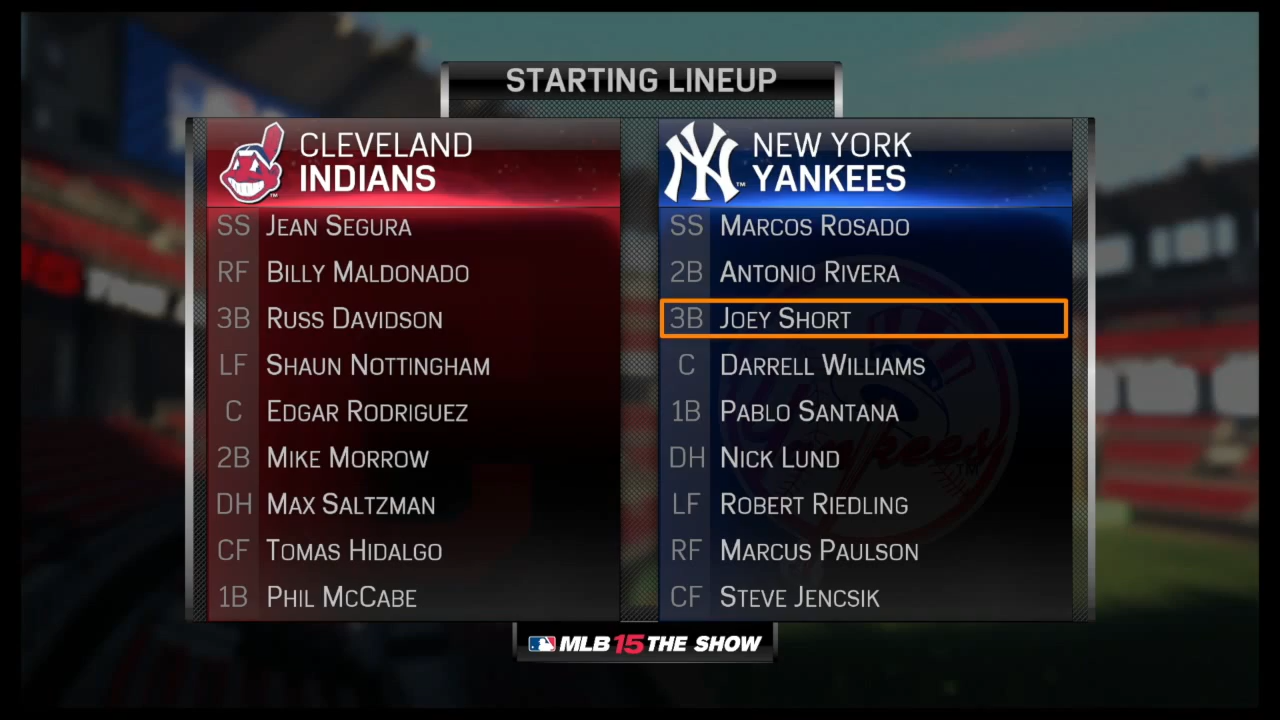 STARTING LINEUP
CLEVELAND
INDIANS
SS JEAN SEGURA
RF BILLY MALDONADO
3B RUSS DAVIDSON
LF SHAUN NOTTINGHAM
C EDGAR RODRIGUEZ
2B MIKE MORROW
DH MAX SALTZMAN
CF TOMAS HIDALGO
1B PHIL MCCABE
NEW YORK
YANKEES
SS MARCOS ROSADO
2B ANTONIO RIVERA
3B JOEY SHORT
C DARRELL WILLIAMS
1B PABLO SANTANA
DH NICK LUND
LF ROBERT RIEDLING
RF MARCUS PAULSON
CF STEVE JENCSIK
MLB 15 THE SHOW